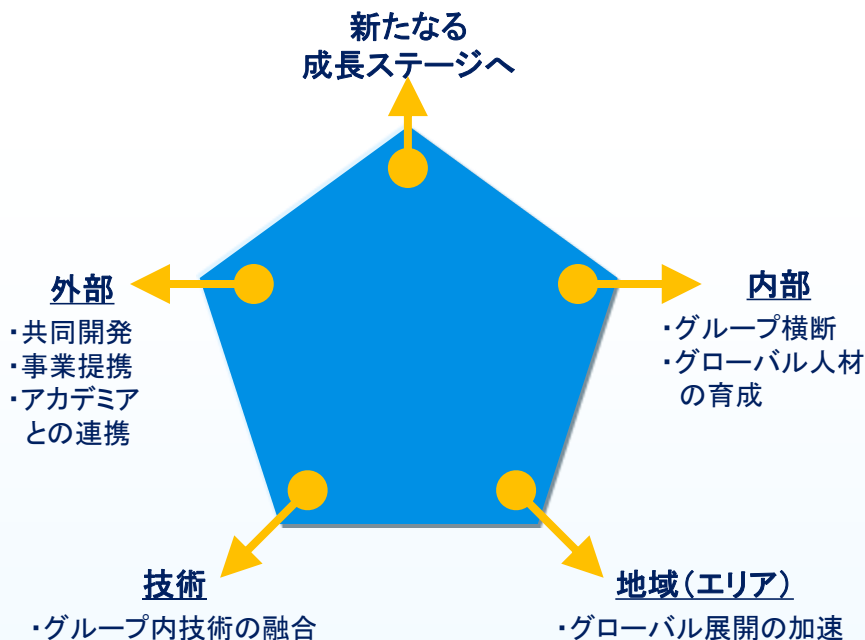 新たなる
成長ステージへ
外部
・共同開発
・事業提携
・アカデミア
との連携
内部
・グループ横断
・グローバル人材
の育成
技術
・グループ内技術の融合
地域（エリア）
・グローバル展開の加速